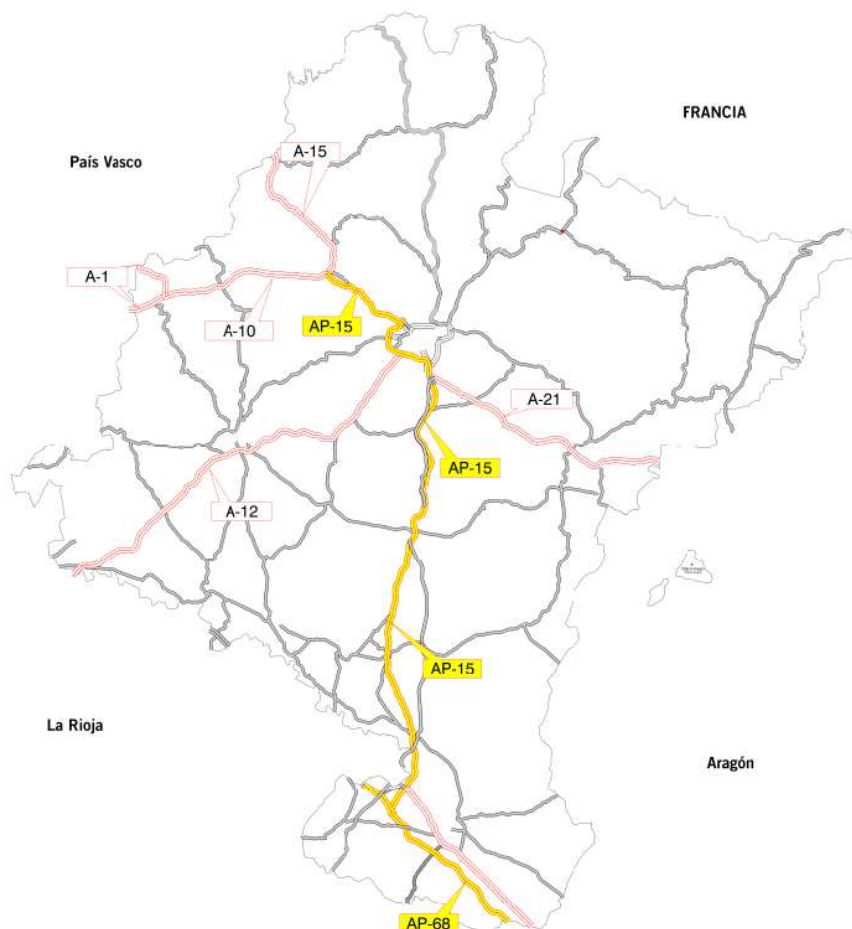 FRANCIA
A-15
País Vasco
A-1
A-10
AP-15
A-21
AP-15
A-12
AP-15
La Rioja
Aragón
AP-68